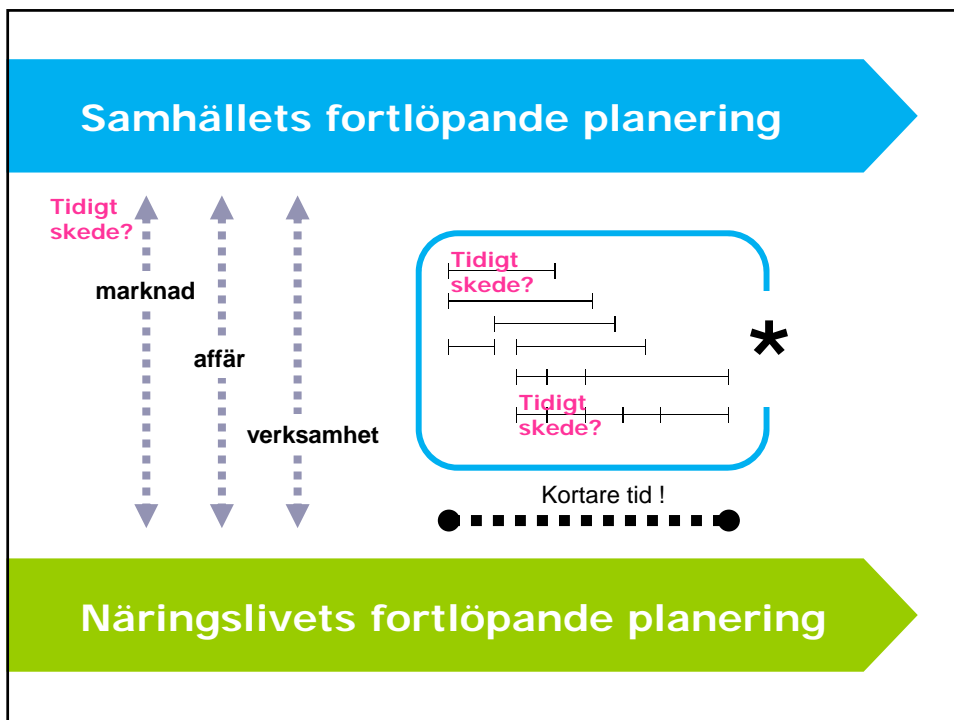 Samhällets fortlöpande planering
Tidigt
skede?
marknad
affär
verksamhet
Tidigt
skede?
*
Tidigt
skede?
Kortare tid !
Näringslivets fortlöpande planering